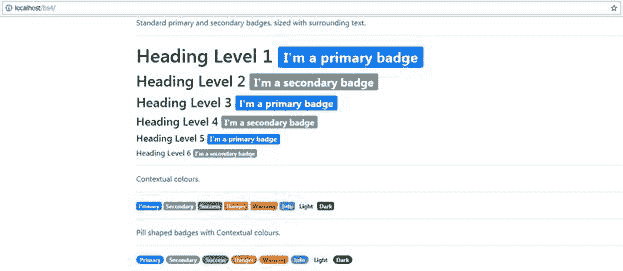 localhost/bs4/
Standard primary and secondary badges, sized with surrounding text.
Heading Level 1 I'm a primary badge
Heading Level 2 I'm a secondary badge
Heading Level 3 I'm a primary badge
Heading Level 4 I'm a secondary badge
Heading Level 5 I'm a primary badge
Heading Level 6 I'm a secondary badge
Contextual colours.
Primary Secondary Success Danger Warning Info Light Dark
Pill shaped badges with Contextual colours.
Primary Secondary Success Danger Warning Info Light Dark